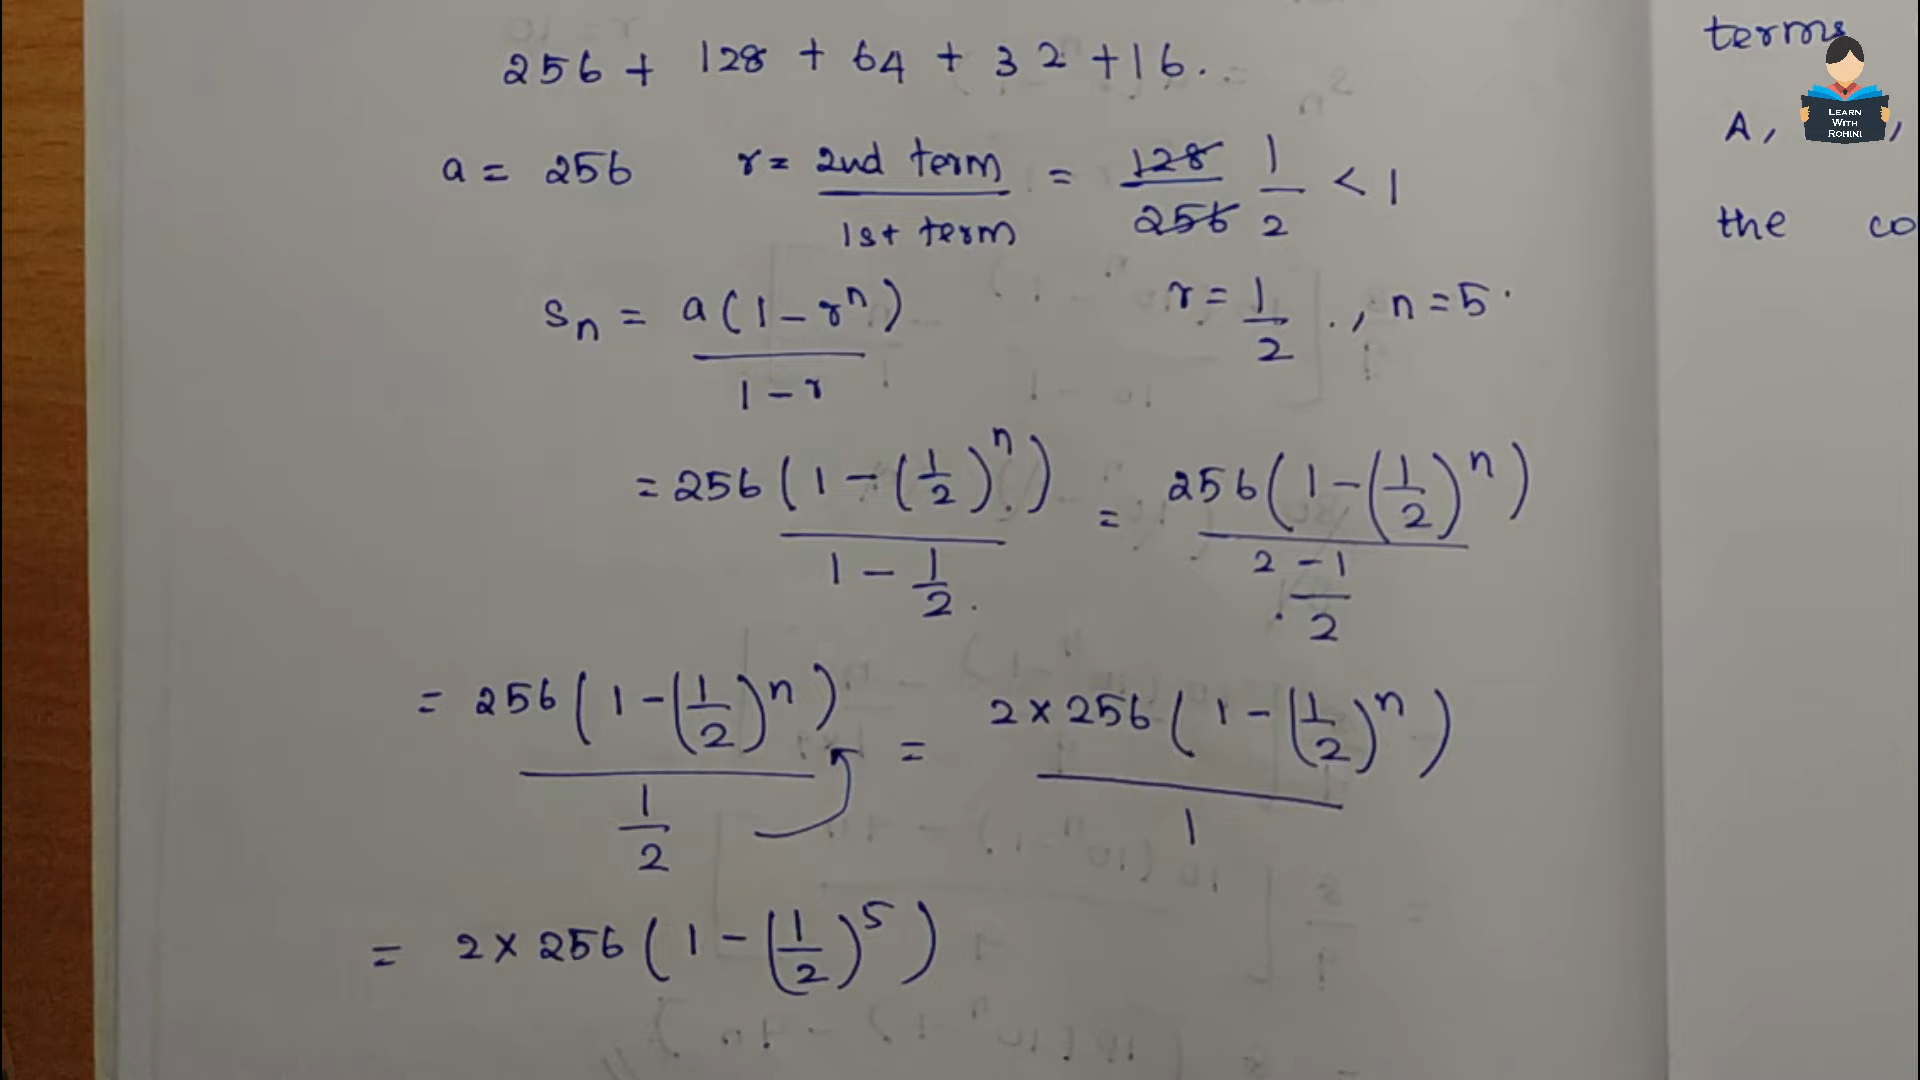 256 + 128 + 64 + 32 + 16.
a = 256 r = 2nd term / 1st term = 128/256 1/2 < 1
Sn = a(1-r^n) / 1-r r = 1/2 ., n = 5.
= 256(1-(1/2)^n) / 1-1/2. = 256(1-(1/2)^n) / 2-1/2
= 256(1-(1/2)^n) / 1/2 = 2×256(1-(1/2)^n) / 1
= 2×256(1-(1/2)^5)
terms
A, ,
the co
LEARN
WITH
ROHINI